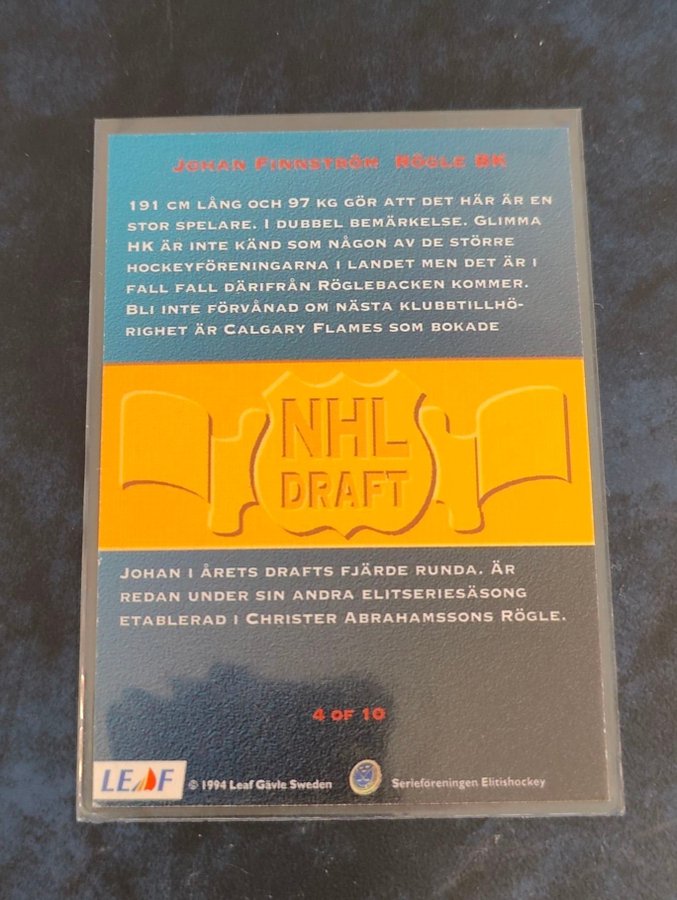 JOHAN FINNSTRÖM RÖGLE BK
191 CM LÅNG OCH 97 KG GÖR ATT DET HÄR ÄR EN
STOR SPELARE. I DUBBEL BEMÄRKELSE. GLIMMA
HK ÄR INTE KÄND SOM NÅGON AV DE STÖRRE
HOCKEYFÖRENINGARNA I LANDET MEN DET ÄR I
FALL FALL DÄRIFRÅN RÖGLEBACKEN KOMMER.
BLI INTE FÖRVÅNAD OM NÄSTA KLUBBTILLHÖ-
RIGHET ÄR CALGARY FLAMES SOM BOKADE
NHL
DRAFT
JOHAN I ÅRETS DRAFTS FJÄRDE RUNDA. ÄR
REDAN UNDER SIN ANDRA ELITSERIESÄSONG
ETABLERAD I CHRISTER ABRAHAMSSONS RÖGLE.
4 OF 10
LEAF © 1994 Leaf Gävle Sweden Serieföreningen Elitishockey